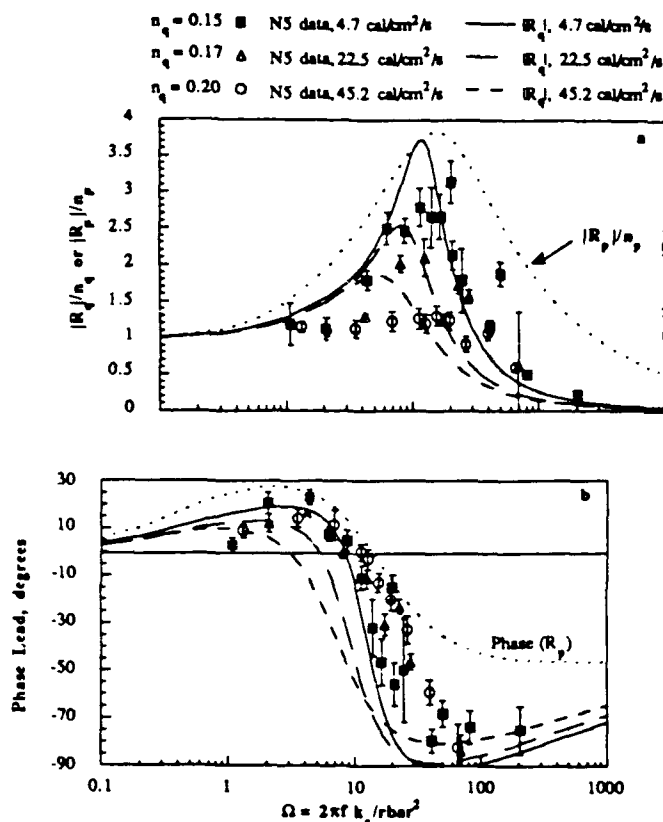 n_q = 0.15 N5 data, 4.7 cal/cm²/s |R_q|, 4.7 cal/cm²/s
n_q = 0.17 N5 data, 22.5 cal/cm²/s |R_q|, 22.5 cal/cm²/s
n_q = 0.20 N5 data, 45.2 cal/cm²/s |R_q|, 45.2 cal/cm²/s
4
3.5
3
2.5
2
1.5
1
0.5
0
a
|R_q|/n_q or |R_p|/n_p
|R_p|/n_p
30
10
-10
-30
-50
-70
-90
b
Phase Lead, degrees
Phase (R_p)
0.1 1 10 100 1000
Ω = 2πf k_c/rbar²